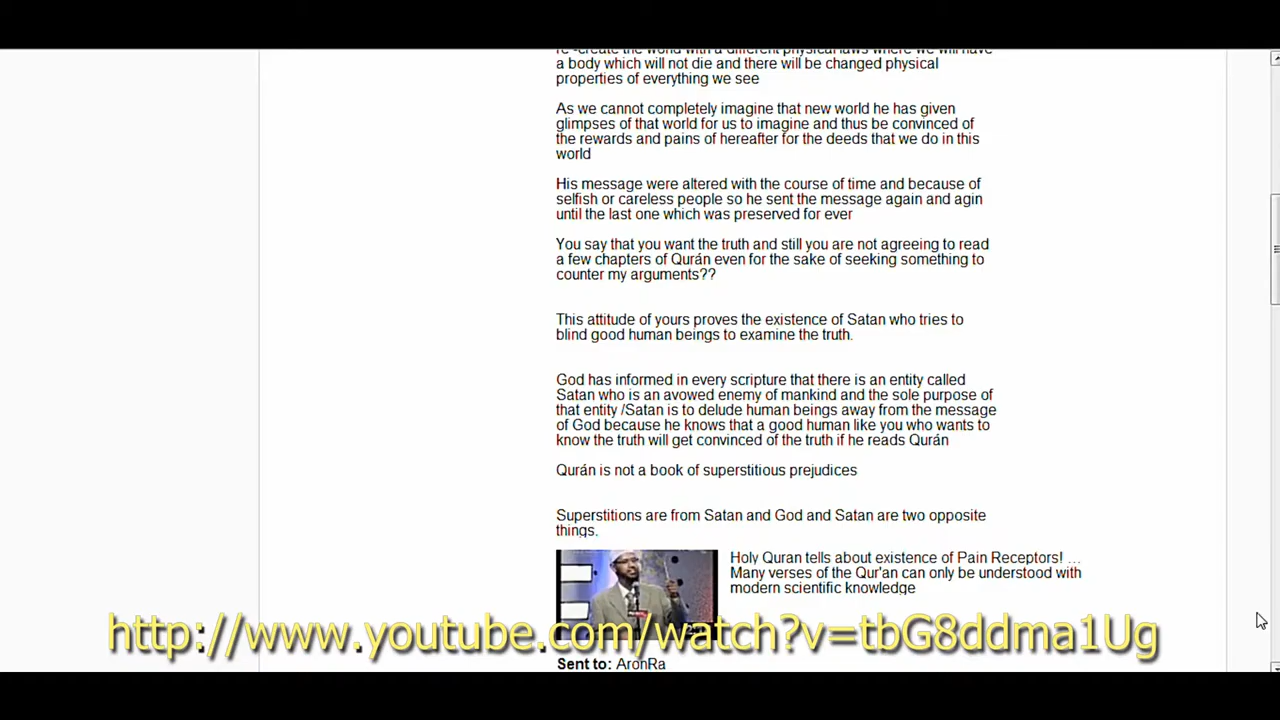 re -create the world with a different physical laws where we will have
a body which will not die and there will be changed physical
properties of everything we see
As we cannot completely imagine that new world he has given
glimpses of that world for us to imagine and thus be convinced of
the rewards and pains of hereafter for the deeds that we do in this
world
His message were altered with the course of time and because of
selfish or careless people so he sent the message again and agin
until the last one which was preserved for ever
You say that you want the truth and still you are not agreeing to read
a few chapters of Qurán even for the sake of seeking something to
counter my arguments??
This attitude of yours proves the existence of Satan who tries to
blind good human beings to examine the truth.
God has informed in every scripture that there is an entity called
Satan who is an avowed enemy of mankind and the sole purpose of
that entity /Satan is to delude human beings away from the message
of God because he knows that a good human like you who wants to
know the truth will get convinced of the truth if he reads Qurán
Qurán is not a book of superstitious prejudices
Superstitions are from Satan and God and Satan are two opposite
things.
Holy Quran tells about existence of Pain Receptors! ...
Many verses of the Qur'an can only be understood with
modern scientific knowledge
http://www.youtube.com/watch?v=tbG8ddma1Ug
Sent to: AronRa